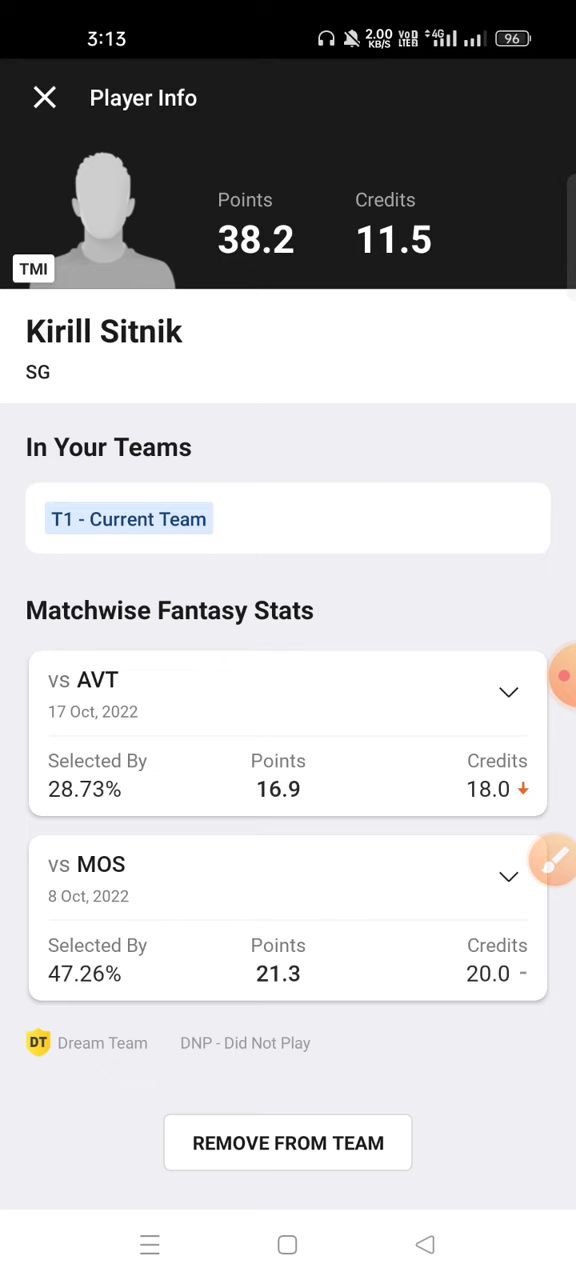 3:13
2.00 KB/S VoD LTE 4G 96
Player Info
Points Credits
38.2 11.5
TMI
Kirill Sitnik
SG
In Your Teams
T1 - Current Team
Matchwise Fantasy Stats
vs AVT
17 Oct, 2022
Selected By Points Credits
28.73% 16.9 18.0
vs MOS
8 Oct, 2022
Selected By Points Credits
47.26% 21.3 20.0 -
DT Dream Team DNP - Did Not Play
REMOVE FROM TEAM